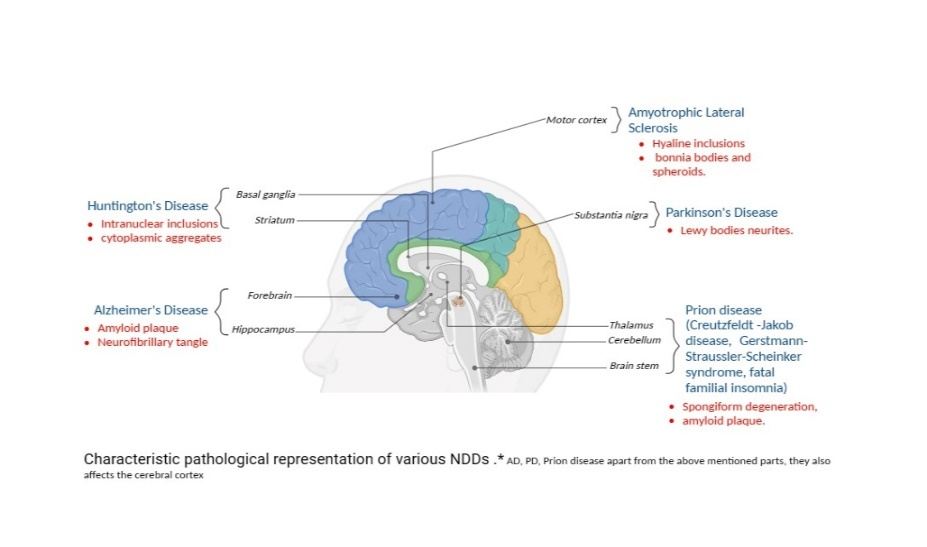 Motor cortex
Amyotrophic Lateral
Sclerosis
• Hyaline inclusions
• bonnia bodies and
spheroids.
Basal ganglia
Striatum
Huntington's Disease
• Intranuclear inclusions
• cytoplasmic aggregates
Substantia nigra
Parkinson's Disease
• Lewy bodies neurites.
Forebrain
Hippocampus
Alzheimer's Disease
• Amyloid plaque
• Neurofibrillary tangle
Thalamus
Cerebellum
Brain stem
Prion disease
(Creutzfeldt -Jakob
disease, Gerstmann-
Straussler-Scheinker
syndrome, fatal
familial insomnia)
• Spongiform degeneration,
• amyloid plaque.
Characteristic pathological representation of various NDDs .* AD, PD, Prion disease apart from the above mentioned parts, they also
affects the cerebral cortex